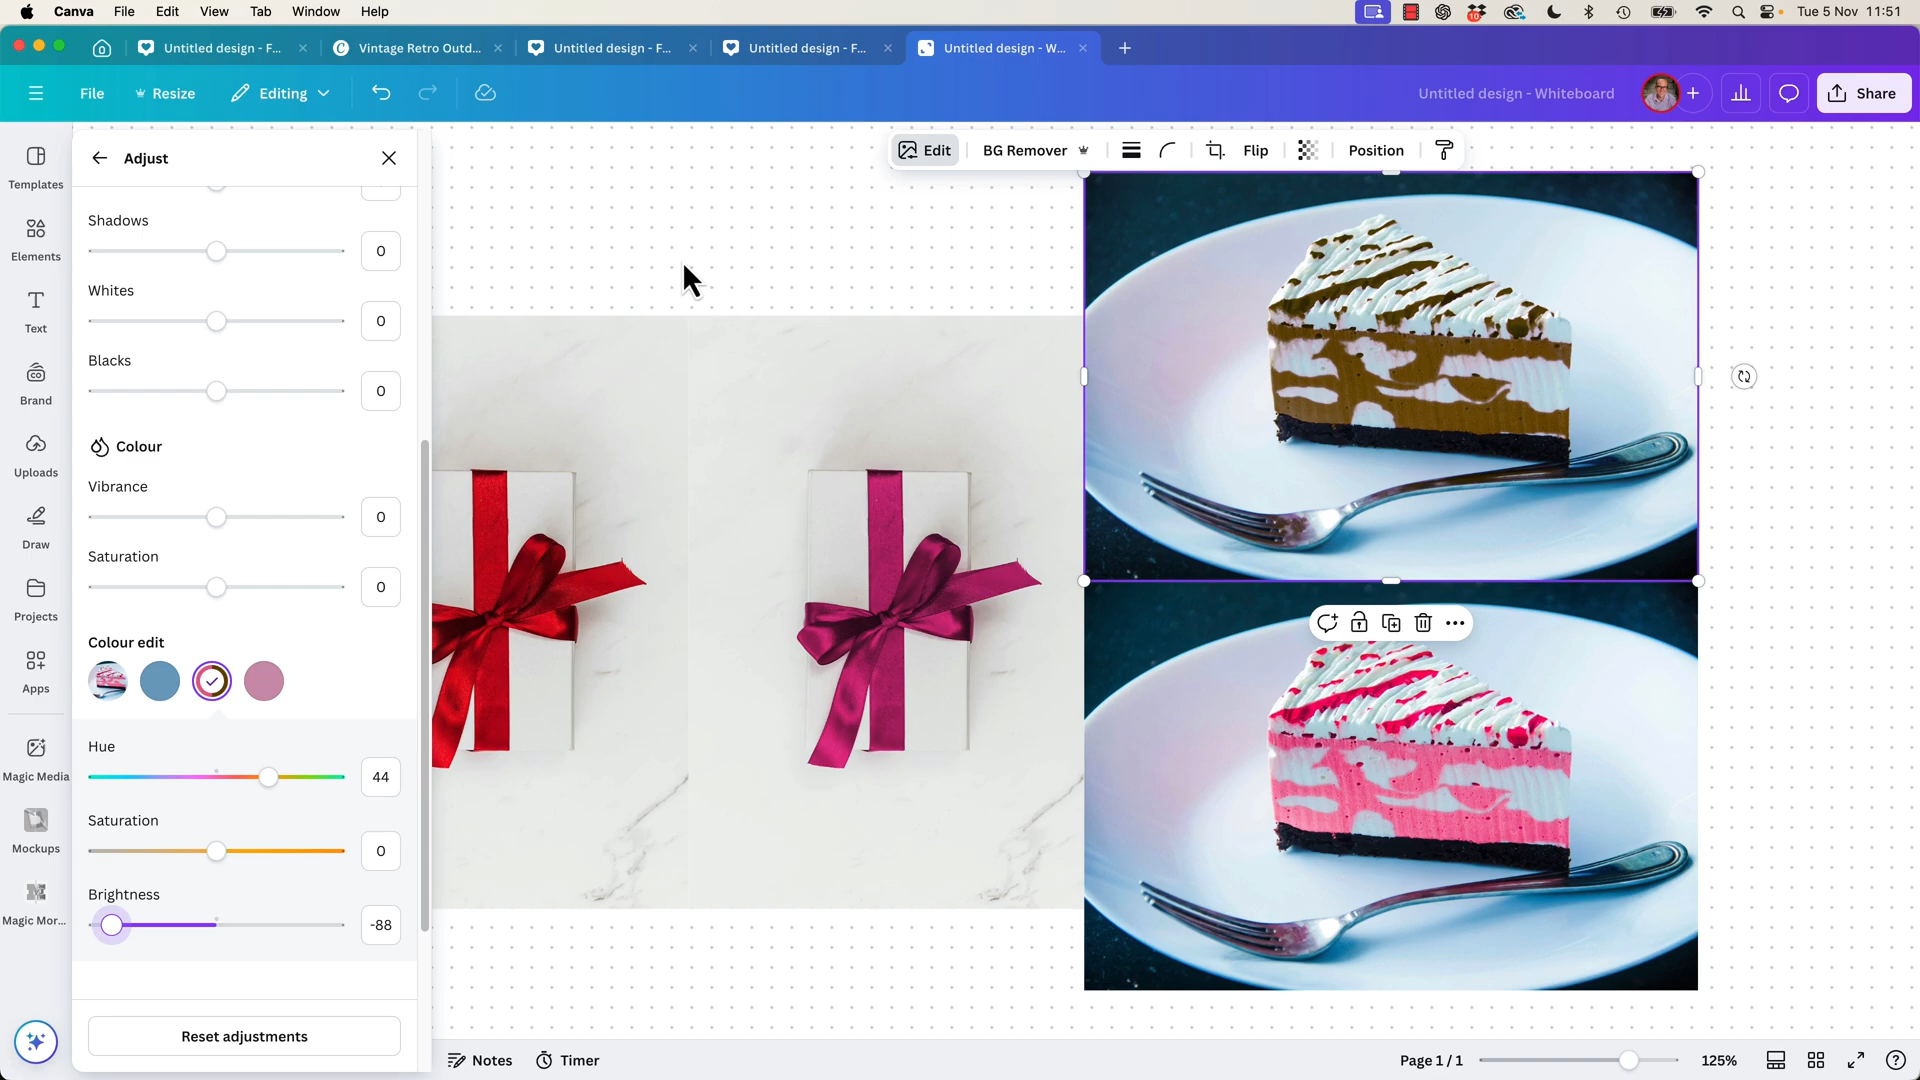 Canva File Edit View Tab Window Help
10
Tue 5 Nov 11:51
Untitled design - F...
Vintage Retro Outd...
Untitled design - F...
Untitled design - F...
Untitled design - W...
File Resize Editing
Untitled design - Whiteboard
Share
Templates
Elements
Text
Brand
Uploads
Draw
Projects
Apps
Magic Media
Mockups
Magic Mor...
Adjust
Shadows
0
Whites
0
Blacks
0
Colour
Vibrance
0
Saturation
0
Colour edit
Hue
44
Saturation
0
Brightness
-88
Reset adjustments
Edit BG Remover Flip Position
Notes Timer
Page 1 / 1
125%